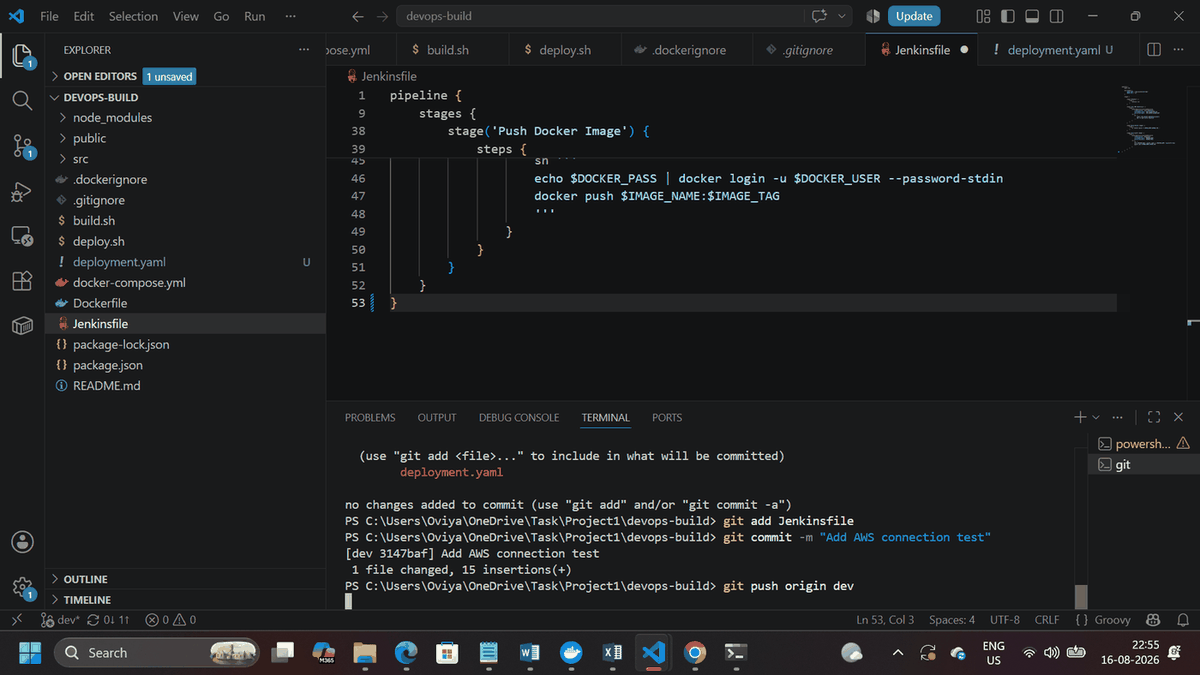 File Edit Selection View Go Run ···
devops-build
Update
EXPLORER ···
OPEN EDITORS 1 unsaved
DEVOPS-BUILD
node_modules
public
src
.dockerignore
.gitignore
$ build.sh
$ deploy.sh
! deployment.yaml U
docker-compose.yml
Dockerfile
Jenkinsfile
{} package-lock.json
{} package.json
README.md
OUTLINE
TIMELINE
1
1
1
pose.yml $ build.sh $ deploy.sh .dockerignore .gitignore Jenkinsfile ● ! deployment.yaml U ···
Jenkinsfile
1 pipeline {
9 stages {
38 stage('Push Docker Image') {
39 steps {
45 sh '''
46 echo $DOCKER_PASS | docker login -u $DOCKER_USER --password-stdin
47 docker push $IMAGE_NAME:$IMAGE_TAG
48 '''
49 }
50 }
51 }
52 }
53 }
PROBLEMS OUTPUT DEBUG CONSOLE TERMINAL PORTS
powersh...
git
(use "git add <file>..." to include in what will be committed)
deployment.yaml
no changes added to commit (use "git add" and/or "git commit -a")
PS C:\Users\Oviya\OneDrive\Task\Project1\devops-build> git add Jenkinsfile
PS C:\Users\Oviya\OneDrive\Task\Project1\devops-build> git commit -m "Add AWS connection test"
[dev 3147baf] Add AWS connection test
1 file changed, 15 insertions(+)
PS C:\Users\Oviya\OneDrive\Task\Project1\devops-build> git push origin dev
dev* 0↓ 1↑ 0 0 Ln 53, Col 3 Spaces: 4 UTF-8 CRLF {} Groovy
Search
M365
ENG
US
22:55
16-08-2026